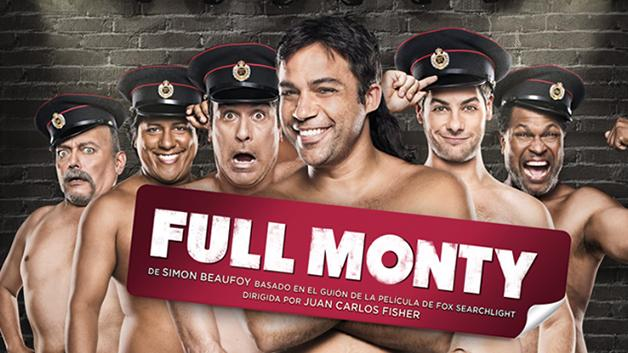 FULL MONTY
DE SIMON BEAUFOY BASADO EN EL GUIÓN DE LA PELÍCULA DE FOX SEARCHLIGHT
DIRIGIDA POR JUAN CARLOS FISHER